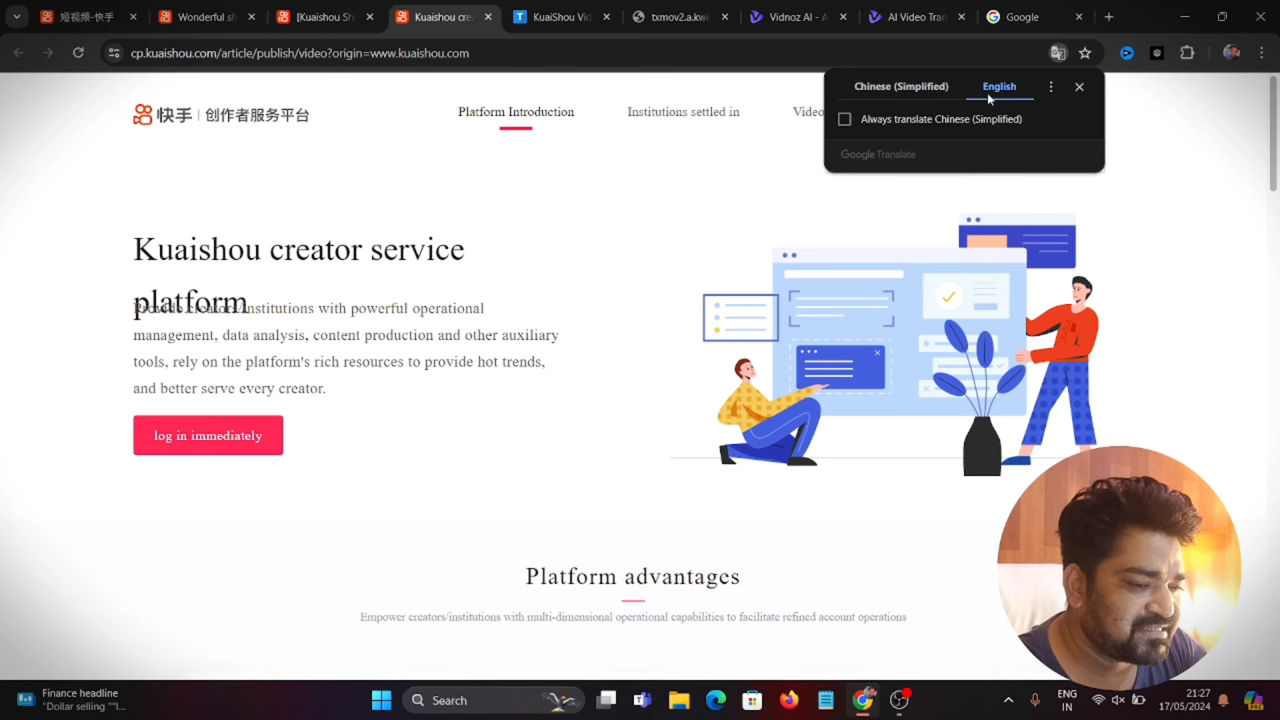 短视频-快手
Wonderful sh
[Kuaishou Sh
Kuaishou crea
KuaiShou Vid
txmov2.a.kwi
Vidnoz AI - A
AI Video Tran
Google
cp.kuaishou.com/article/publish/video?origin=www.kuaishou.com
Chinese (Simplified)
English
Always translate Chinese (Simplified)
Google Translate
快手 | 创作者服务平台
Platform Introduction
Institutions settled in
Video
Kuaishou creator service
platform
Provide creators/institutions with powerful operational
management, data analysis, content production and other auxiliary
tools, rely on the platform's rich resources to provide hot trends,
and better serve every creator.
log in immediately
Platform advantages
Empower creators/institutions with multi-dimensional operational capabilities to facilitate refined account operations
Finance headline
"Dollar selling ""I...
Search
ENG
IN
21:27
17/05/2024